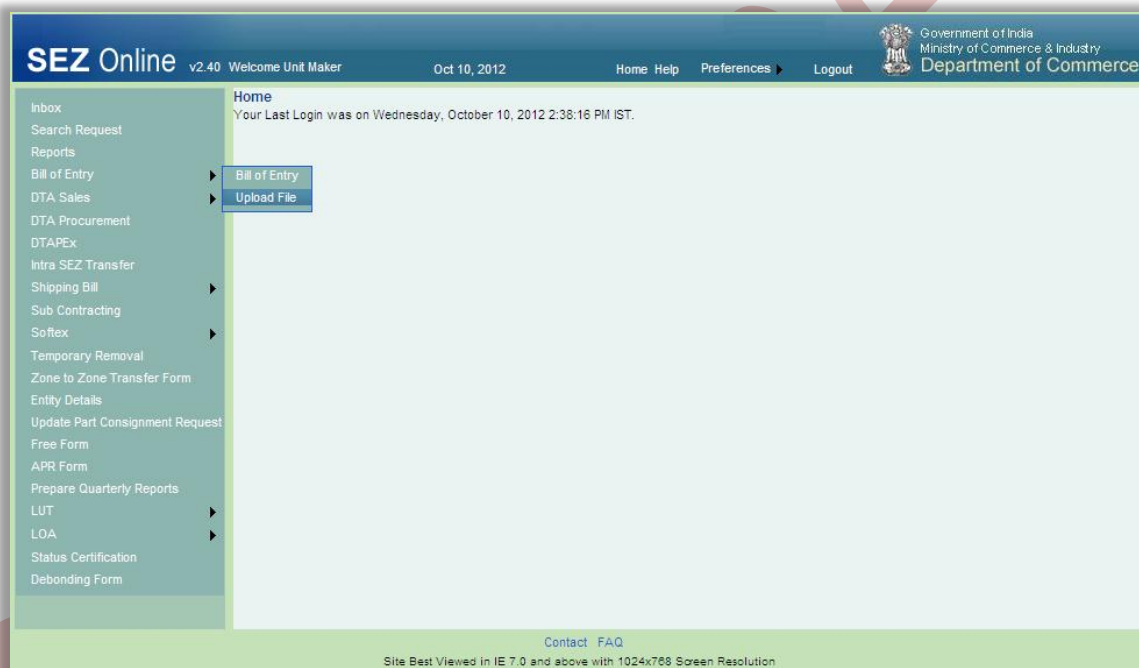 SEZ Online v2.40 Welcome Unit Maker Oct 10, 2012 Home Help Preferences Logout
Government of India
Ministry of Commerce & Industry
Department of Commerce
Home
Your Last Login was on Wednesday, October 10, 2012 2:38:16 PM IST.
Inbox
Search Request
Reports
Bill of Entry
Bill of Entry
Upload File
DTA Sales
DTA Procurement
DTAPEx
Intra SEZ Transfer
Shipping Bill
Sub Contracting
Softex
Temporary Removal
Zone to Zone Transfer Form
Entity Details
Update Part Consignment Request
Free Form
APR Form
Prepare Quarterly Reports
LUT
LOA
Status Certification
Debonding Form
Contact FAQ
Site Best Viewed in IE 7.0 and above with 1024x768 Screen Resolution